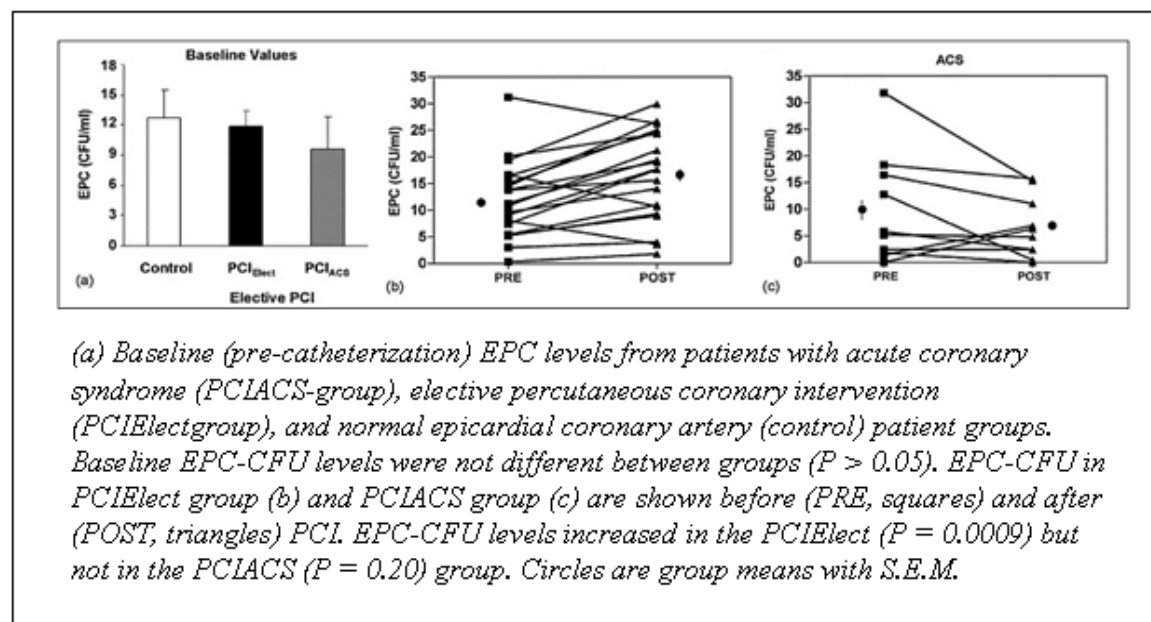 Baseline Values
18
15
12
9
6
3
0
EPC (CFU/ml)
Control PCI Elect PCI ACS
(a)
Elective PCI
35
30
25
20
15
10
5
0
EPC (CFU/ml)
PRE POST
(b)
ACS
35
30
25
20
15
10
5
0
EPC (CFU/ml)
PRE POST
(c)
(a) Baseline (pre-catheterization) EPC levels from patients with acute coronary
syndrome (PCIACS-group), elective percutaneous coronary intervention
(PCIElectgroup), and normal epicardial coronary artery (control) patient groups.
Baseline EPC-CFU levels were not different between groups (P > 0.05). EPC-CFU in
PCIElect group (b) and PCIACS group (c) are shown before (PRE, squares) and after
(POST, triangles) PCI. EPC-CFU levels increased in the PCIElect (P = 0.0009) but
not in the PCIACS (P = 0.20) group. Circles are group means with S.E.M.